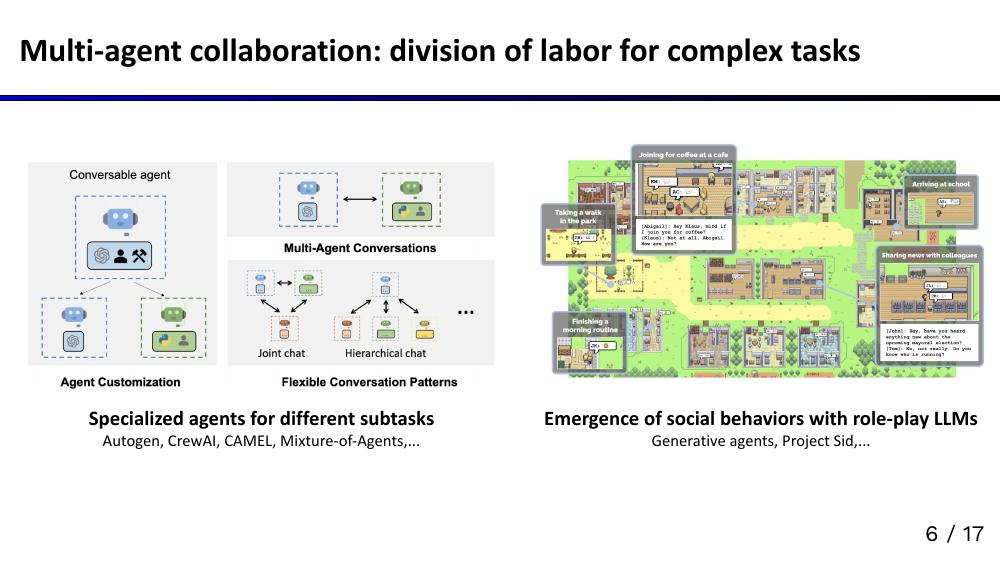 Multi-agent collaboration: division of labor for complex tasks
Conversable agent
Agent Customization
Multi-Agent Conversations
Joint chat
Hierarchical chat
...
Flexible Conversation Patterns
Specialized agents for different subtasks
Autogen, CrewAI, CAMEL, Mixture-of-Agents,...
Joining for coffee at a cafe
[Abigail]: Hey Klaus, mind if
I join you for coffee?
[Klaus]: Not at all, Abigail.
How are you?
Taking a walk
in the park
Arriving at school
Sharing news with colleagues
[John]: Hey, have you heard
anything new about the
upcoming mayoral election?
[Tom]: No, not really. Do you
know who is running?
Finishing a
morning routine
Emergence of social behaviors with role-play LLMs
Generative agents, Project Sid,...
6 / 17